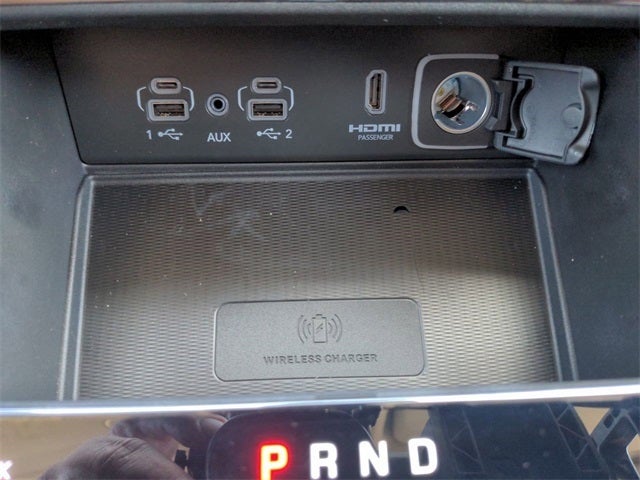 1 2
AUX
HDMI
PASSENGER
WIRELESS CHARGER
PRND